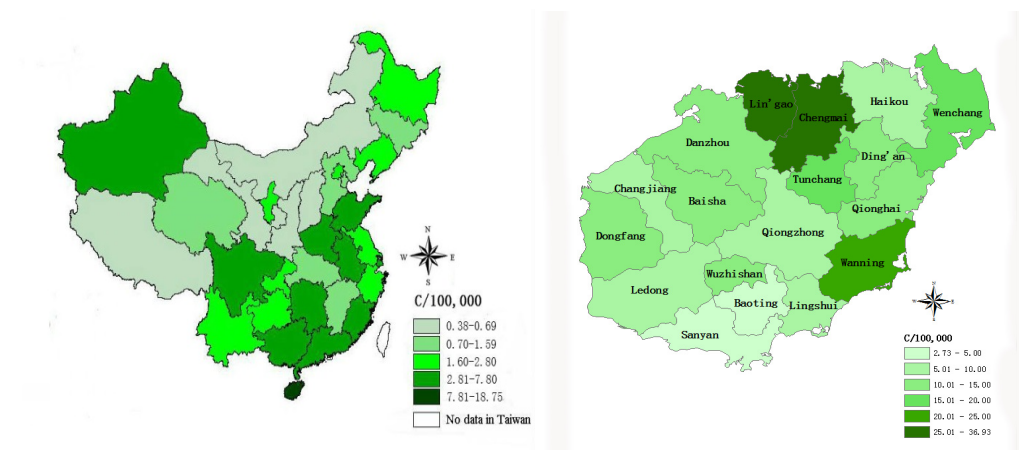 W E
C/100,000
0.38-0.69
0.70-1.59
1.60-2.80
2.81-7.80
7.81-18.75
No data in Taiwan
Lin'gao
Chengmai
Haikou
Wenchang
Danzhou
Ding'an
Tunchang
Changjiang
Baisha
Qionghai
Dongfang
Qiongzhong
Wanning
Wuzhishan
Ledong
Baoting
Lingshui
Sanyan
C/100,000
2.73 - 5.00
5.01 - 10.00
10.01 - 15.00
15.01 - 20.00
20.01 - 25.00
25.01 - 36.93